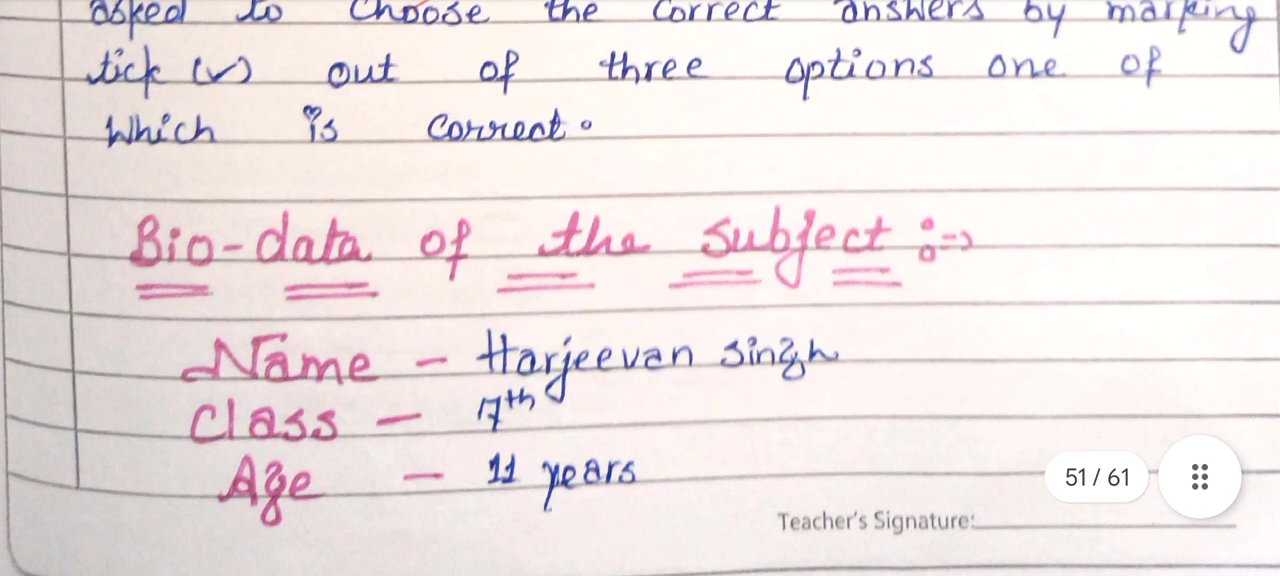 asked to choose the correct answers by marking
tick (✓) out of three options one of
which is correct.
Bio-data of the subject :->
Name - Harjeevan Singh
Class - 7th
Age - 11 years
51 / 61
Teacher's Signature: